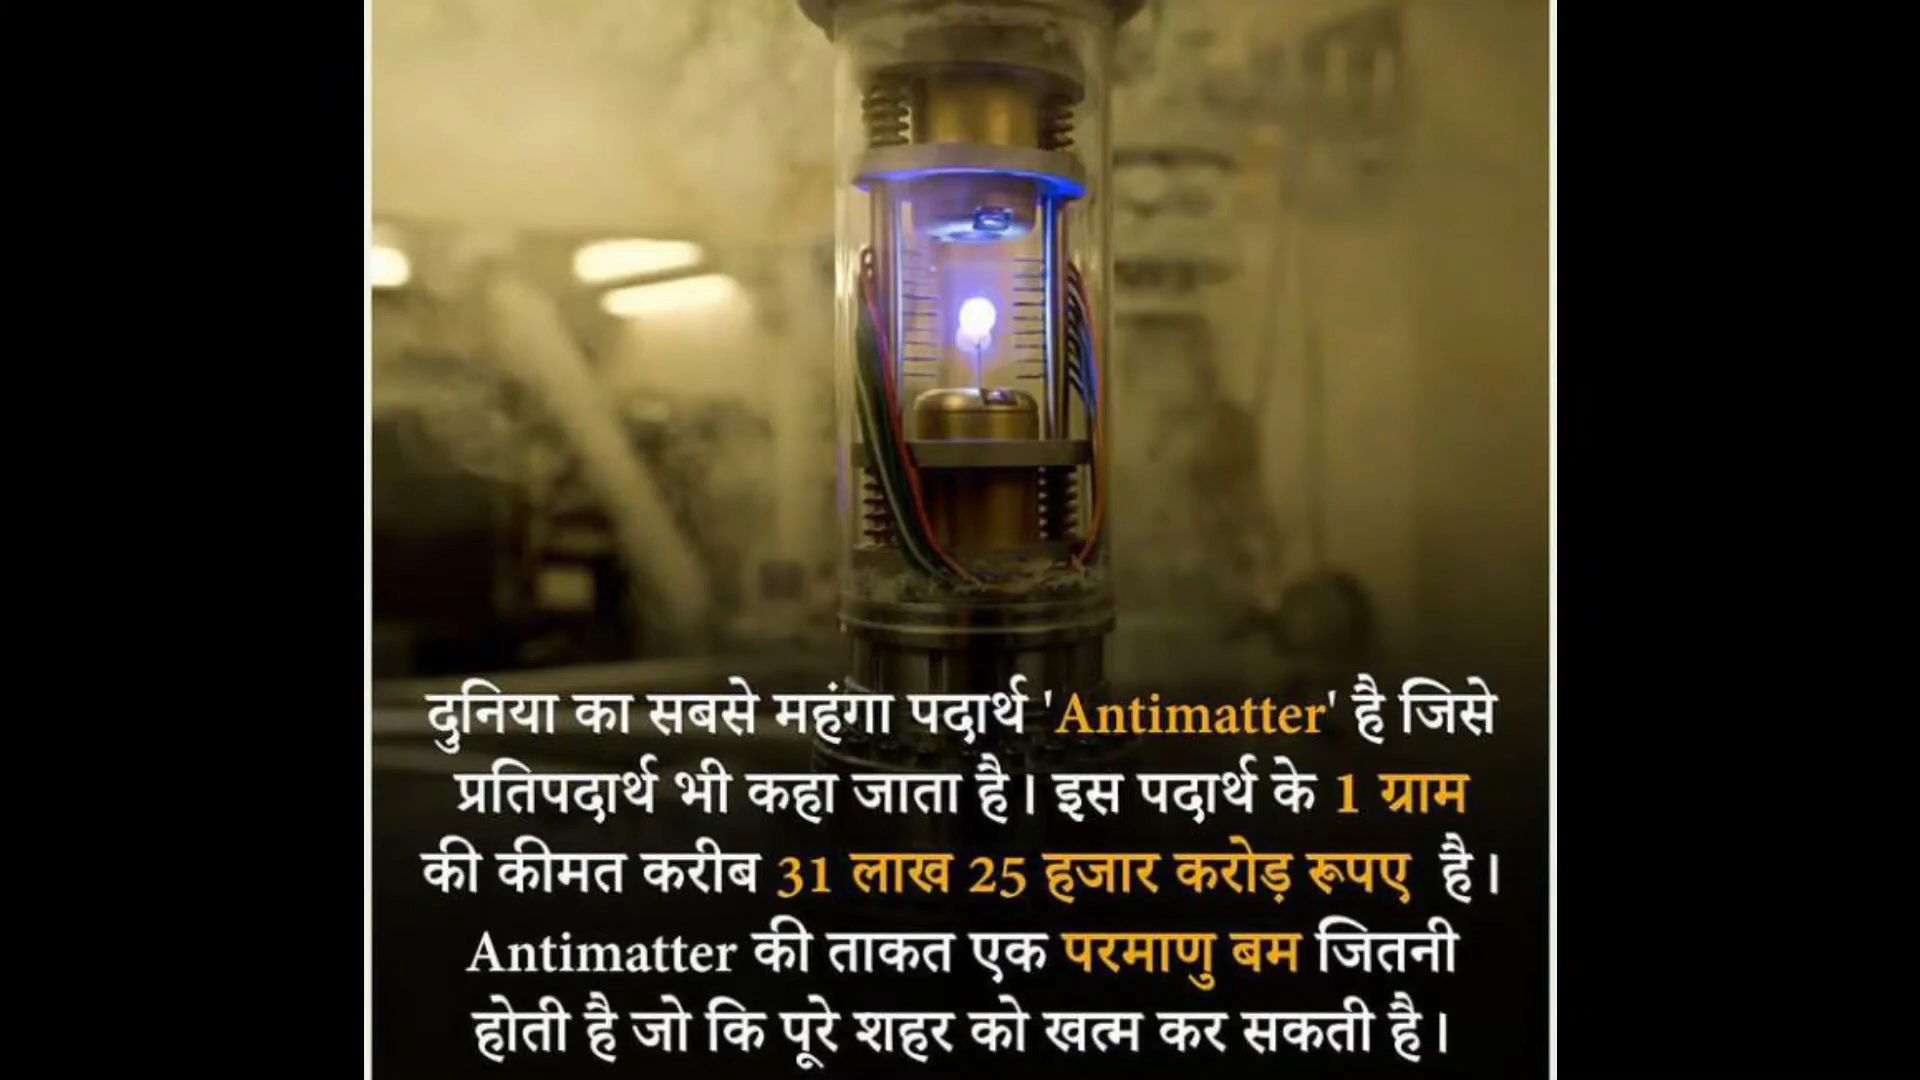 दुनिया का सबसे महंगा पदार्थ 'Antimatter' है जिसे
प्रतिपदार्थ भी कहा जाता है। इस पदार्थ के 1 ग्राम
की कीमत करीब 31 लाख 25 हजार करोड़ रूपए है।
Antimatter की ताकत एक परमाणु बम जितनी
होती है जो कि पूरे शहर को खत्म कर सकती है।